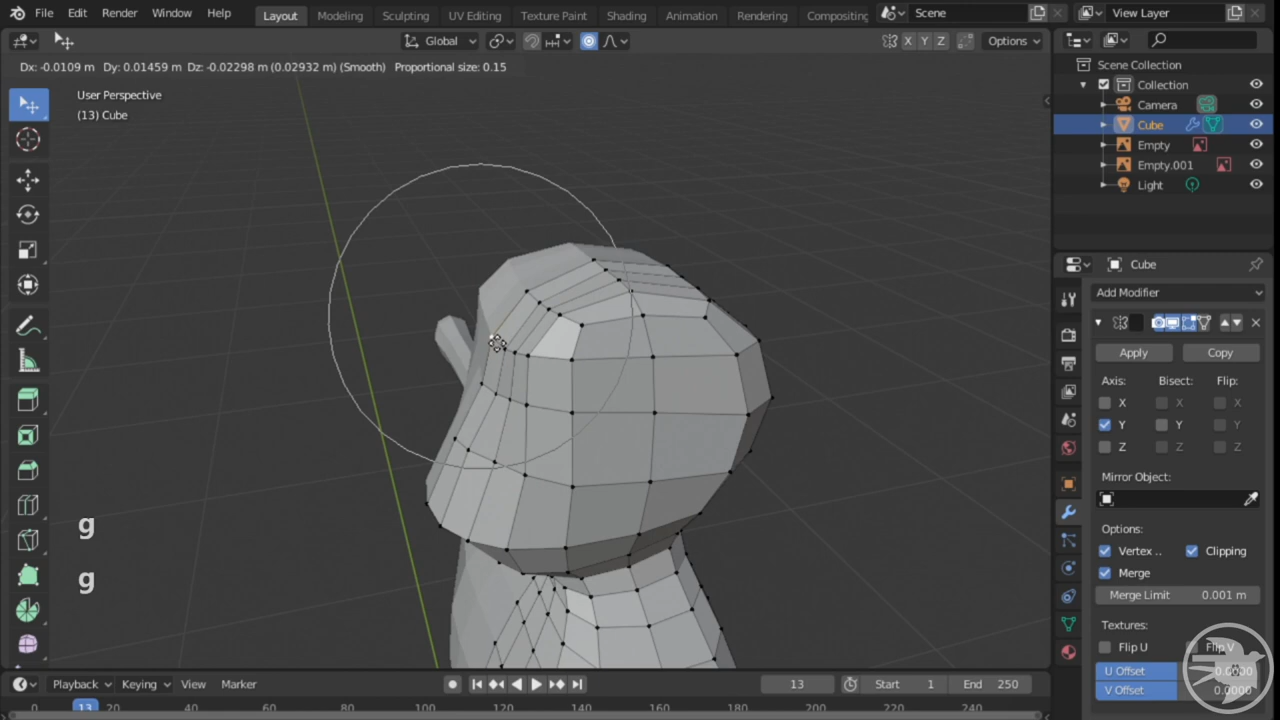 File Edit Render Window Help Layout Modeling Sculpting UV Editing Texture Paint Shading Animation Rendering Compositing Scene View Layer
Global X Y Z Options
Dx: -0.0109 m Dy: 0.01459 m Dz: -0.02298 m (0.02932 m) (Smooth) Proportional size: 0.15
Scene Collection
Collection
User Perspective
(13) Cube
Camera
Cube
Empty
Empty.001
Light
Cube
Add Modifier
Apply Copy
Axis: Bisect: Flip:
X X X
Y Y Y
Z Z Z
Mirror Object:
Options:
Vertex .. Clipping
Merge
Merge Limit 0.001 m
Textures:
Flip U Flip V
U Offset 0.0000
V Offset 0.0000
g
g
Playback Keying View Marker 13 Start 1 End 250
0 13 20 40 60 80 100 120 140 160 180 200 220 240